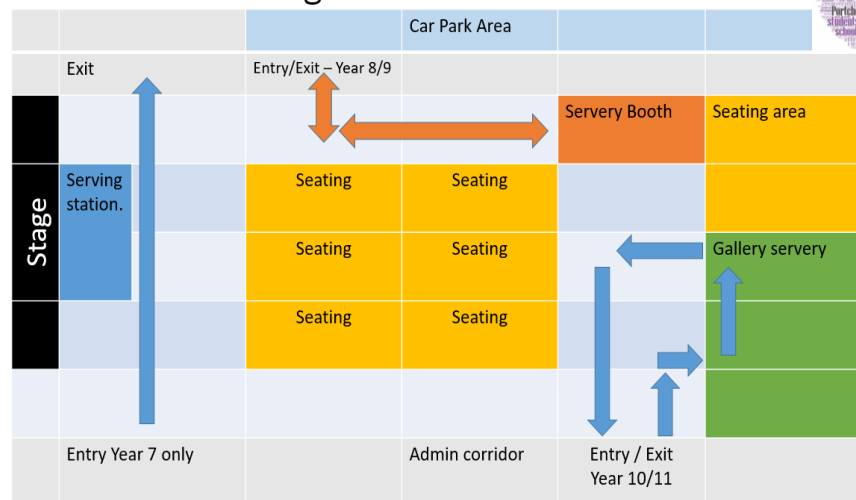 Car Park Area
Exit
Entry/Exit – Year 8/9
Servery Booth
Seating area
Stage
Serving
station.
Seating
Seating
Seating
Seating
Gallery servery
Seating
Seating
Entry Year 7 only
Admin corridor
Entry / Exit
Year 10/11